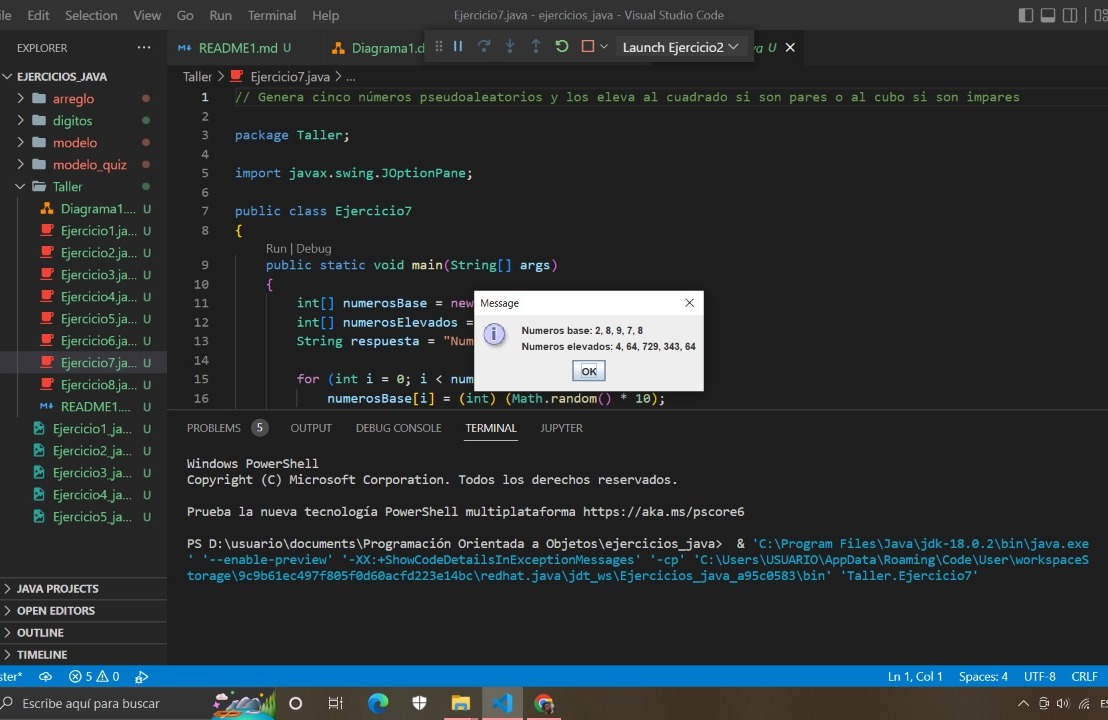 ile Edit Selection View Go Run Terminal Help
Ejercicio7.java - ejercicios_java - Visual Studio Code
EXPLORER ...
README1.md U
Diagrama1.d
Launch Ejercicio2
va U
EJERCICIOS_JAVA
arreglo
digitos
modelo
modelo_quiz
Taller
Diagrama1.... U
Ejercicio1.ja... U
Ejercicio2.ja... U
Ejercicio3.ja... U
Ejercicio4.ja... U
Ejercicio5.ja... U
Ejercicio6.ja... U
Ejercicio7.ja... U
Ejercicio8.ja... U
README1.... U
Ejercicio1_ja... U
Ejercicio2_ja... U
Ejercicio3_ja... U
Ejercicio4_ja... U
Ejercicio5_ja... U
JAVA PROJECTS
OPEN EDITORS
OUTLINE
TIMELINE
Taller > Ejercicio7.java > ...
1 // Genera cinco números pseudoaleatorios y los eleva al cuadrado si son pares o al cubo si son impares
2
3 package Taller;
4
5 import javax.swing.JOptionPane;
6
7 public class Ejercicio7
8 {
Run | Debug
9 public static void main(String[] args)
10 {
11 int[] numerosBase = new
12 int[] numerosElevados =
13 String respuesta = "Num
14
15 for (int i = 0; i < num
16 numerosBase[i] = (int) (Math.random() * 10);
Message
Numeros base: 2, 8, 9, 7, 8
Numeros elevados: 4, 64, 729, 343, 64
OK
PROBLEMS 5 OUTPUT DEBUG CONSOLE TERMINAL JUPYTER
Windows PowerShell
Copyright (C) Microsoft Corporation. Todos los derechos reservados.
Prueba la nueva tecnología PowerShell multiplataforma https://aka.ms/pscore6
PS D:\usuario\documents\Programación Orientada a Objetos\ejercicios_java>  & 'C:\Program Files\Java\jdk-18.0.2\bin\java.exe
' '--enable-preview' '-XX:+ShowCodeDetailsInExceptionMessages' '-cp' 'C:\Users\USUARIO\AppData\Roaming\Code\User\workspaceS
torage\9c9b61ec497f805f0d60acfd223e14bc\redhat.java\jdt_ws\Ejercicios_java_a95c0583\bin' 'Taller.Ejercicio7'
ster* 5 0
Ln 1, Col 1 Spaces: 4 UTF-8 CRLF
Escribe aquí para buscar
ES